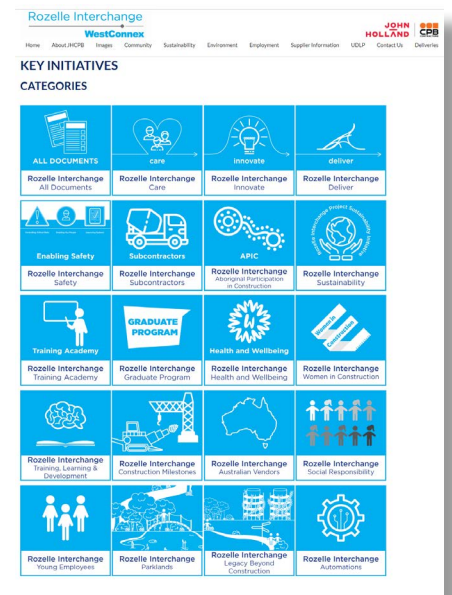 Rozelle Interchange
WestConnex
JOHN
HOLLAND
CPB
Home About JHCPB Images Community Sustainability Environment Employment Supplier Information UDLP Contact Us Deliveries
KEY INITIATIVES
CATEGORIES
ALL DOCUMENTS
Rozelle Interchange
All Documents
care
Rozelle Interchange
Care
innovate
Rozelle Interchange
Innovate
deliver
Rozelle Interchange
Deliver
Enabling Safety
Rozelle Interchange
Safety
Subcontractors
Rozelle Interchange
Subcontractors
APIC
Rozelle Interchange
Aboriginal Participation
in Construction
Rozelle Interchange Project Sustainability Initiative
Rozelle Interchange
Sustainability
Training Academy
Rozelle Interchange
Training Academy
GRADUATE
PROGRAM
Rozelle Interchange
Graduate Program
Health and Wellbeing
Rozelle Interchange
Health and Wellbeing
Women in
Construction
Rozelle Interchange
Women in Construction
Rozelle Interchange
Training, Learning &
Development
Rozelle Interchange
Construction Milestones
Rozelle Interchange
Australian Vendors
Rozelle Interchange
Social Responsibility
Rozelle Interchange
Young Employees
Rozelle Interchange
Parklands
Rozelle Interchange
Legacy Beyond
Construction
Rozelle Interchange
Automations